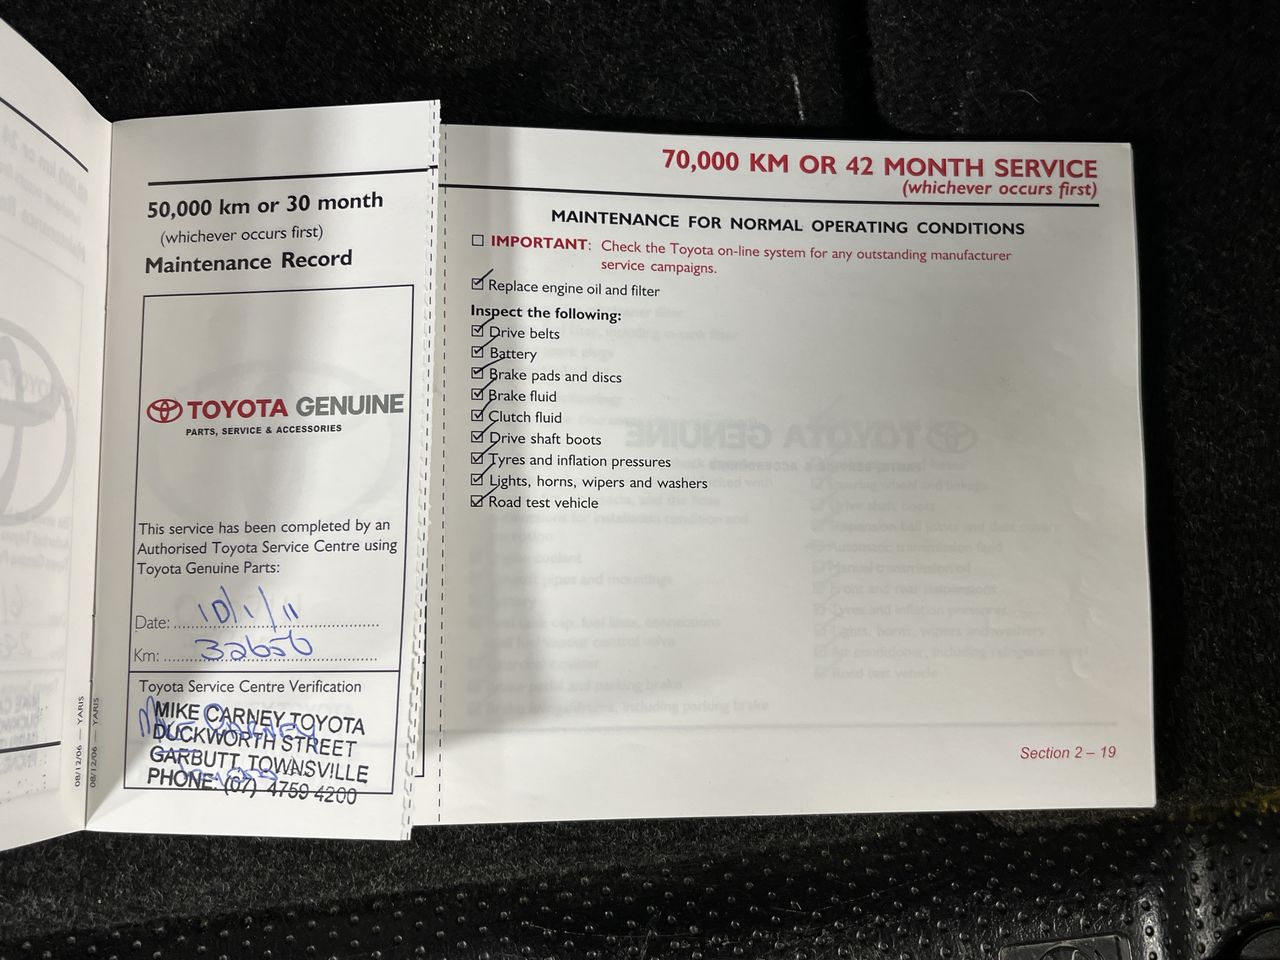 50,000 km or 30 month
(whichever occurs first)
Maintenance Record
TOYOTA GENUINE
PARTS, SERVICE & ACCESSORIES
This service has been completed by an
Authorised Toyota Service Centre using
Toyota Genuine Parts:
Date: 10/1/11
Km: 32650
Toyota Service Centre Verification
MIKE CARNEY TOYOTA
DUCKWORTH STREET
GARBUTT TOWNSVILLE
PHONE: (07) 4759 4200
08/12/06 — YARIS
08/12/06 — YARIS
70,000 KM OR 42 MONTH SERVICE
(whichever occurs first)
MAINTENANCE FOR NORMAL OPERATING CONDITIONS
IMPORTANT: Check the Toyota on-line system for any outstanding manufacturer
service campaigns.
Replace engine oil and filter
Inspect the following:
Drive belts
Battery
Brake pads and discs
Brake fluid
Clutch fluid
Drive shaft boots
Tyres and inflation pressures
Lights, horns, wipers and washers
Road test vehicle
Section 2 – 19